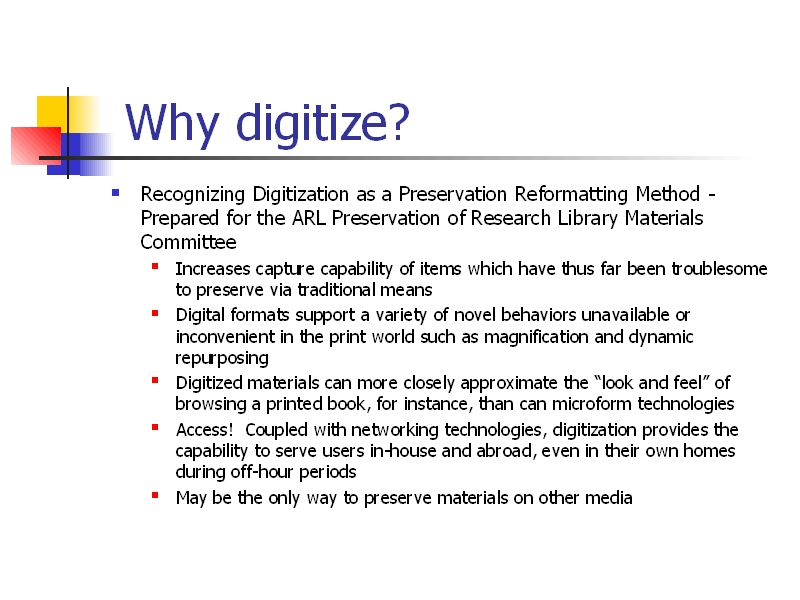 Why digitize?
Recognizing Digitization as a Preservation Reformatting Method -
Prepared for the ARL Preservation of Research Library Materials
Committee
Increases capture capability of items which have thus far been troublesome
to preserve via traditional means
Digital formats support a variety of novel behaviors unavailable or
inconvenient in the print world such as magnification and dynamic
repurposing
Digitized materials can more closely approximate the “look and feel” of
browsing a printed book, for instance, than can microform technologies
Access!  Coupled with networking technologies, digitization provides the
capability to serve users in-house and abroad, even in their own homes
during off-hour periods
May be the only way to preserve materials on other media